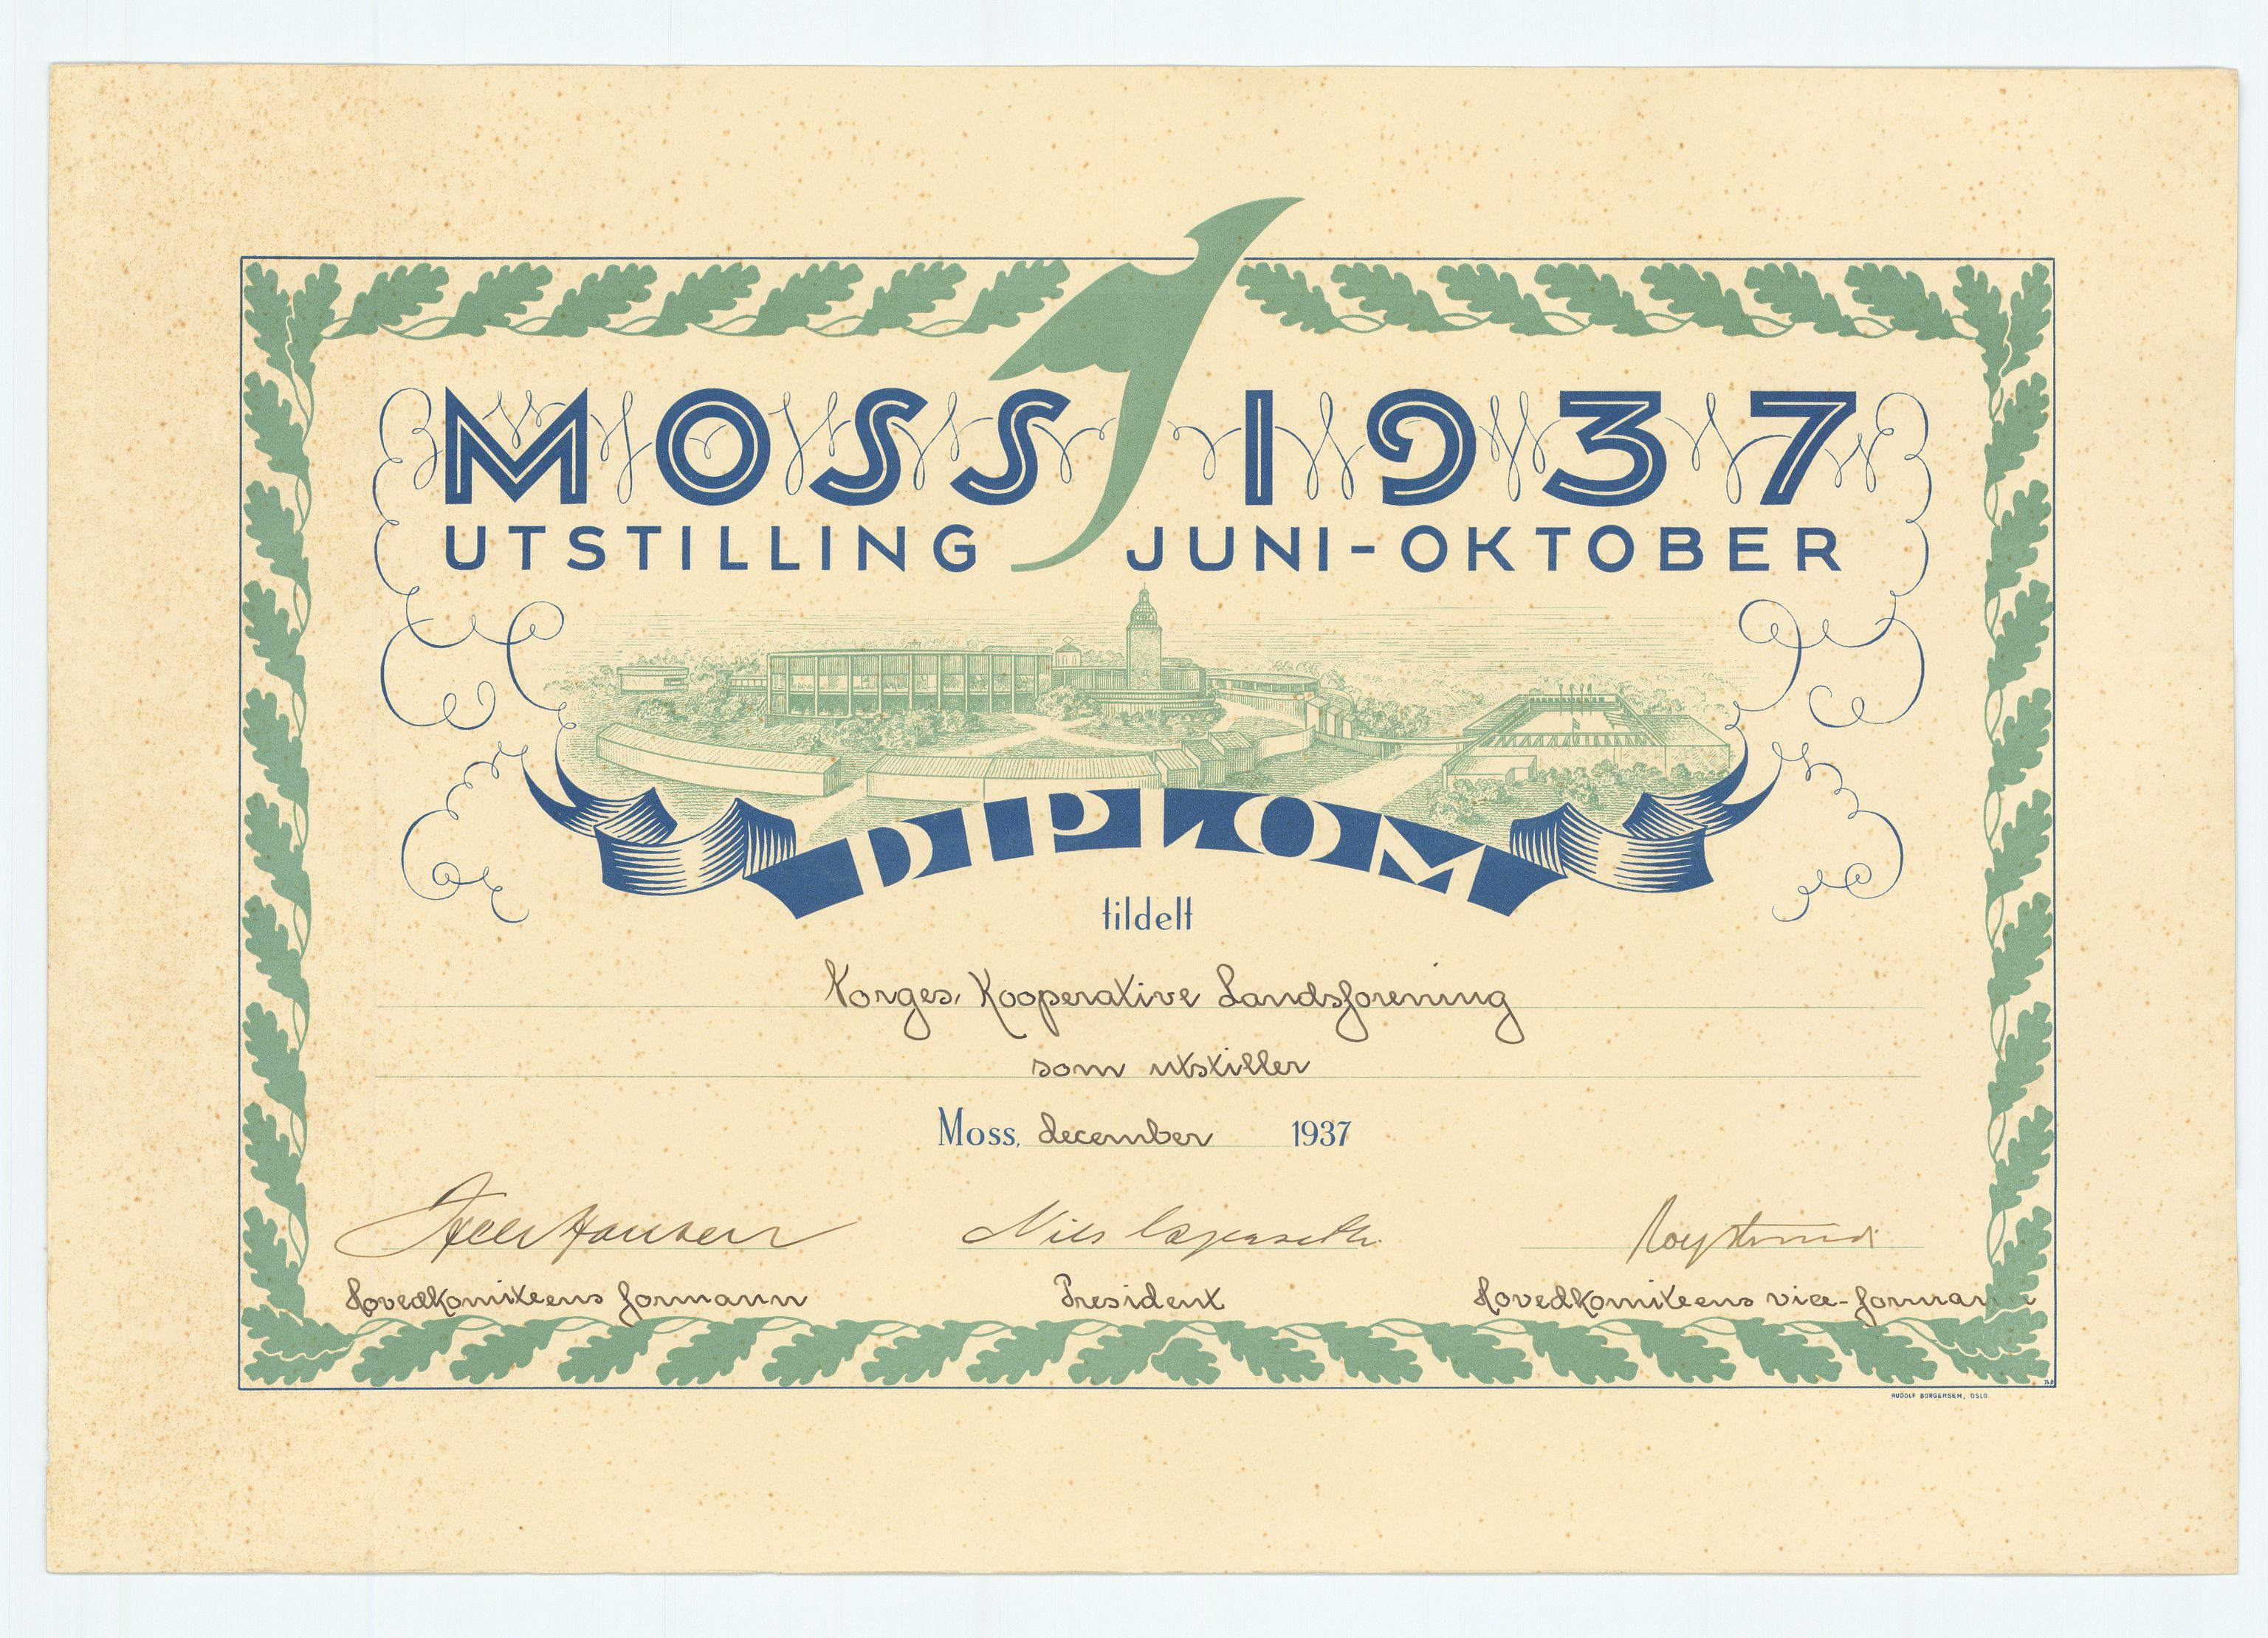 MOSS 1937
UTSTILLING JUNI-OKTOBER
DIPLOM
tildelt
Norges Kooperative Landsforening
som utstiller
Moss, december 1937
Nils
Hovedkomiteens formann President Hovedkomiteens vice-formann
RUDOLF BORGERSEN, OSLO